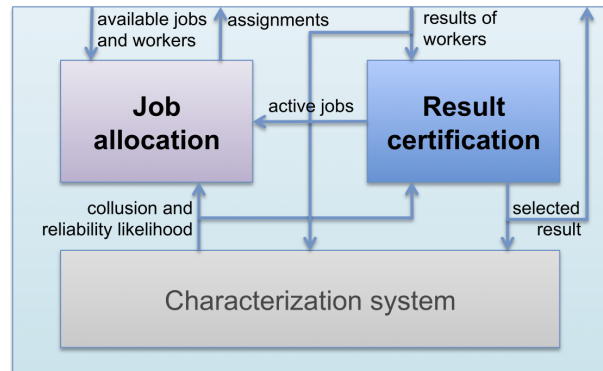 available jobs
and workers
assignments
results of
workers
Job
allocation
active jobs
Result
certification
collusion and
reliability likelihood
selected
result
Characterization system